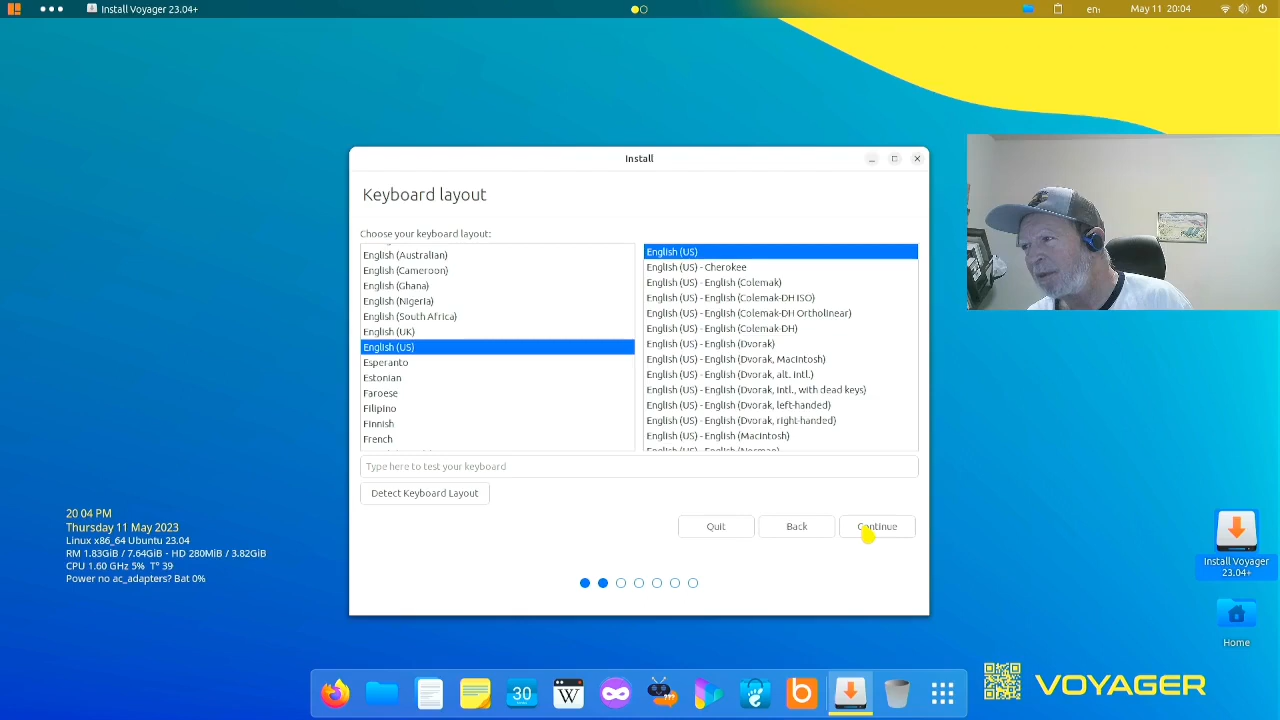 Install Voyager 23.04+
en₁
May 11 20:04
Install
Keyboard layout
Choose your keyboard layout:
English (Australian)
English (Cameroon)
English (Ghana)
English (Nigeria)
English (South Africa)
English (UK)
English (US)
Esperanto
Estonian
Faroese
Filipino
Finnish
French
English (US)
English (US) - Cherokee
English (US) - English (Colemak)
English (US) - English (Colemak-DH ISO)
English (US) - English (Colemak-DH Ortholinear)
English (US) - English (Colemak-DH)
English (US) - English (Dvorak)
English (US) - English (Dvorak, Macintosh)
English (US) - English (Dvorak, alt. intl.)
English (US) - English (Dvorak, intl., with dead keys)
English (US) - English (Dvorak, left-handed)
English (US) - English (Dvorak, right-handed)
English (US) - English (Macintosh)
English (US) - English (Norman)
Type here to test your keyboard
Detect Keyboard Layout
Quit
Back
Continue
20 04 PM
Thursday 11 May 2023
Linux x86_64 Ubuntu 23.04
RM 1.83GiB / 7.64GiB - HD 280MiB / 3.82GiB
CPU 1.60 GHz 5% T° 39
Power no ac_adapters? Bat 0%
Install Voyager
23.04+
Home
30
W
b
VOYAGER